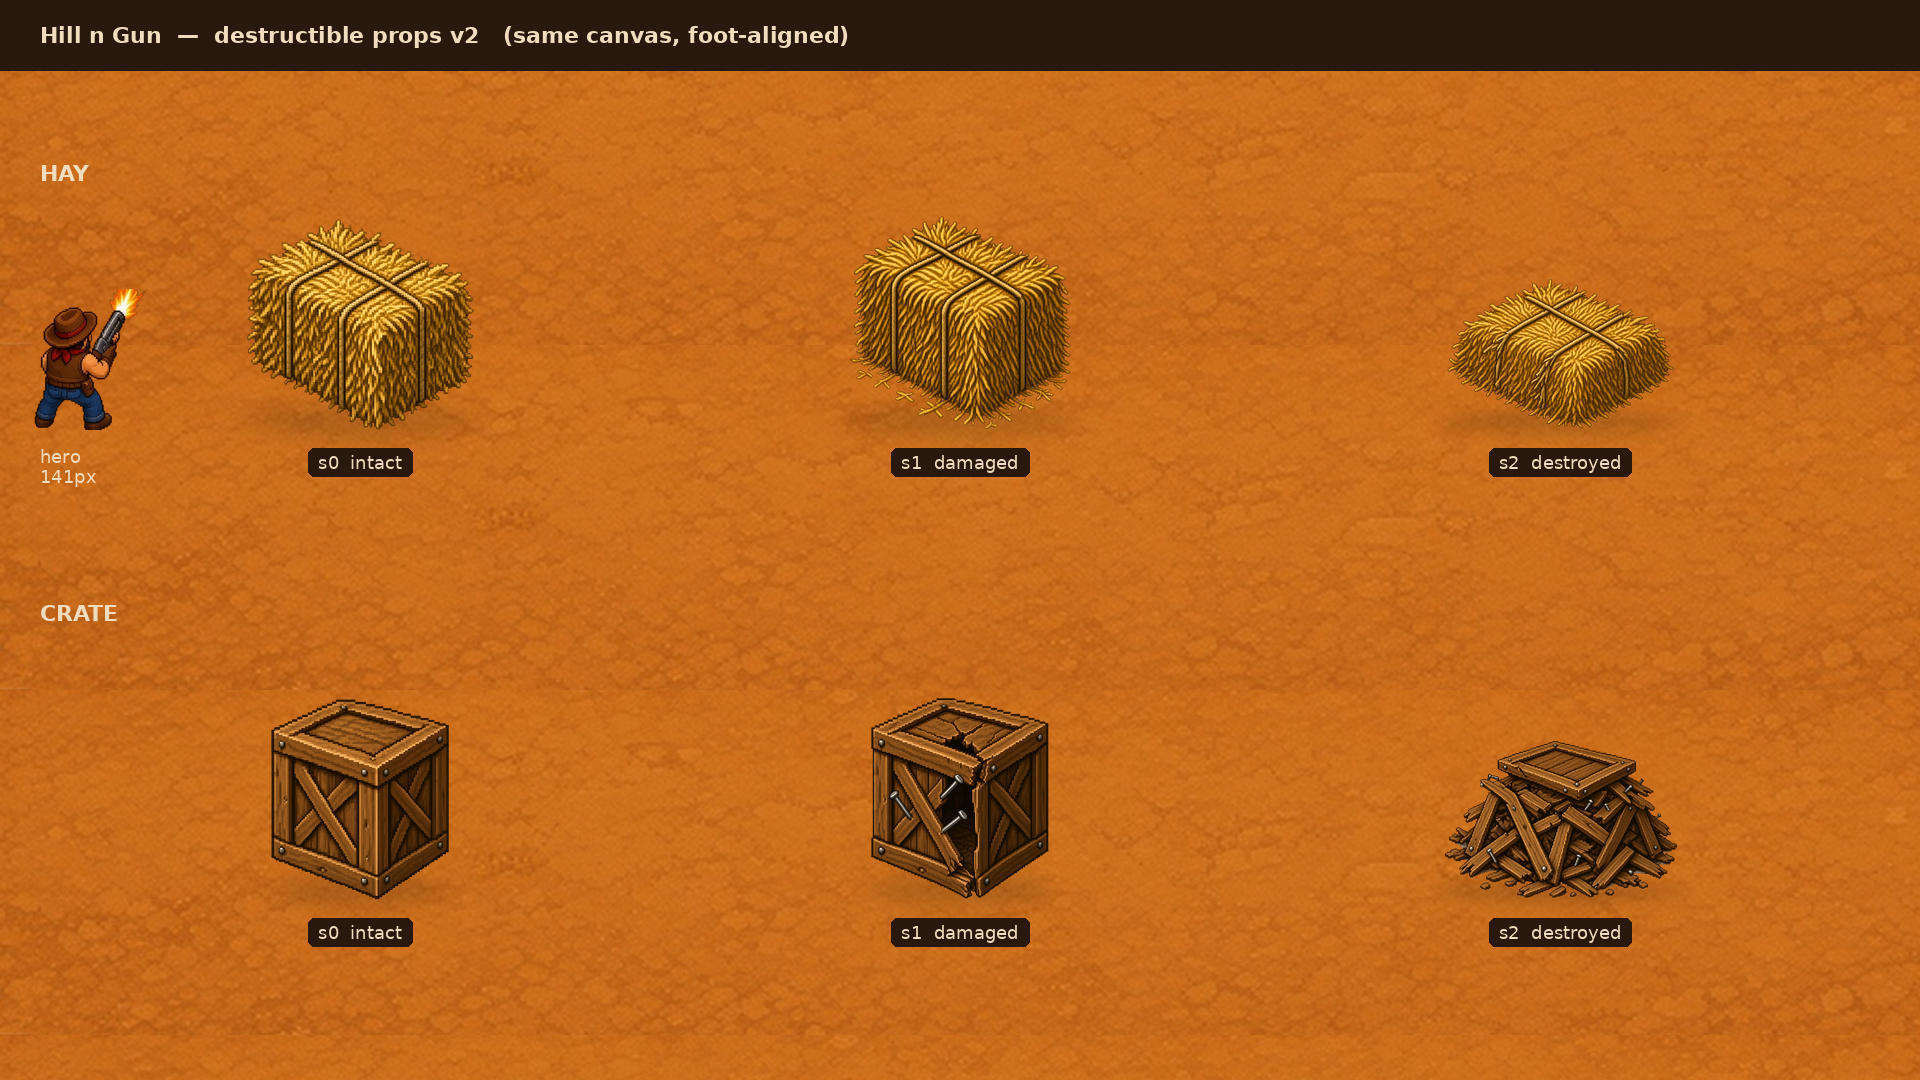 Hill n Gun — destructible props v2 (same canvas, foot-aligned)
HAY
hero
141px
s0 intact
s1 damaged
s2 destroyed
CRATE
s0 intact
s1 damaged
s2 destroyed